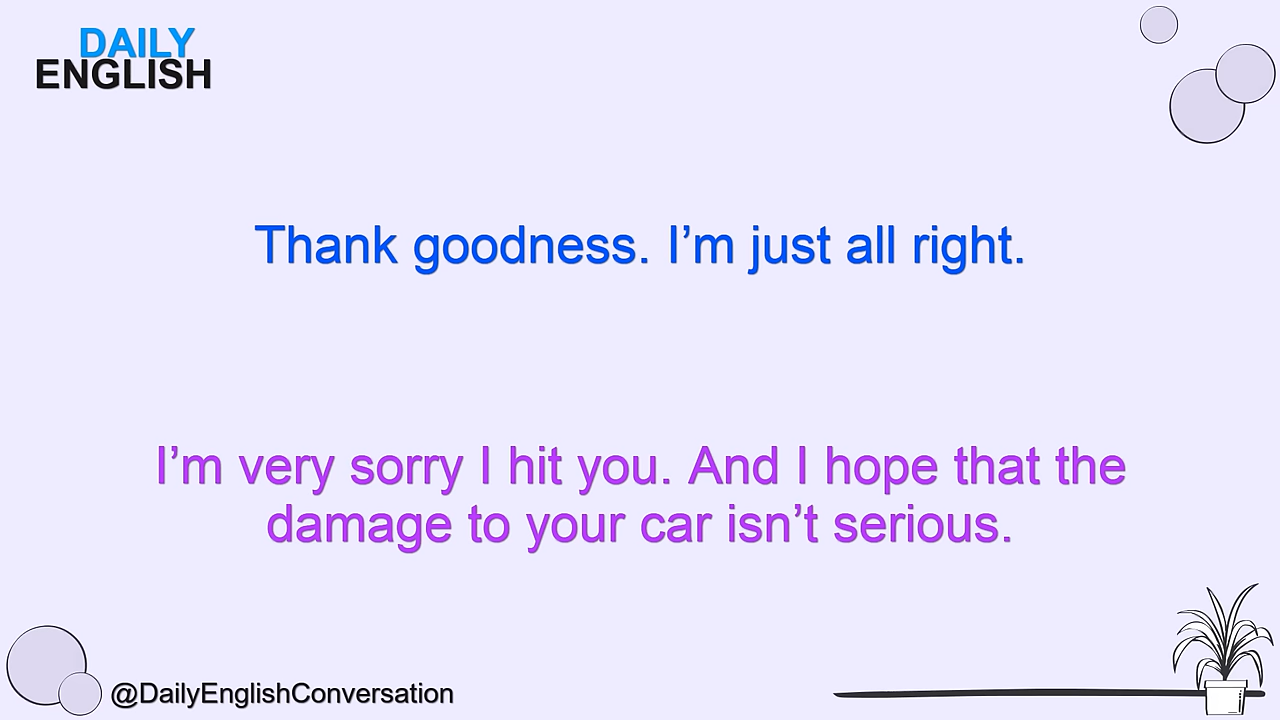 DAILY
ENGLISH
Thank goodness. I’m just all right.
I’m very sorry I hit you. And I hope that the
damage to your car isn’t serious.
@DailyEnglishConversation